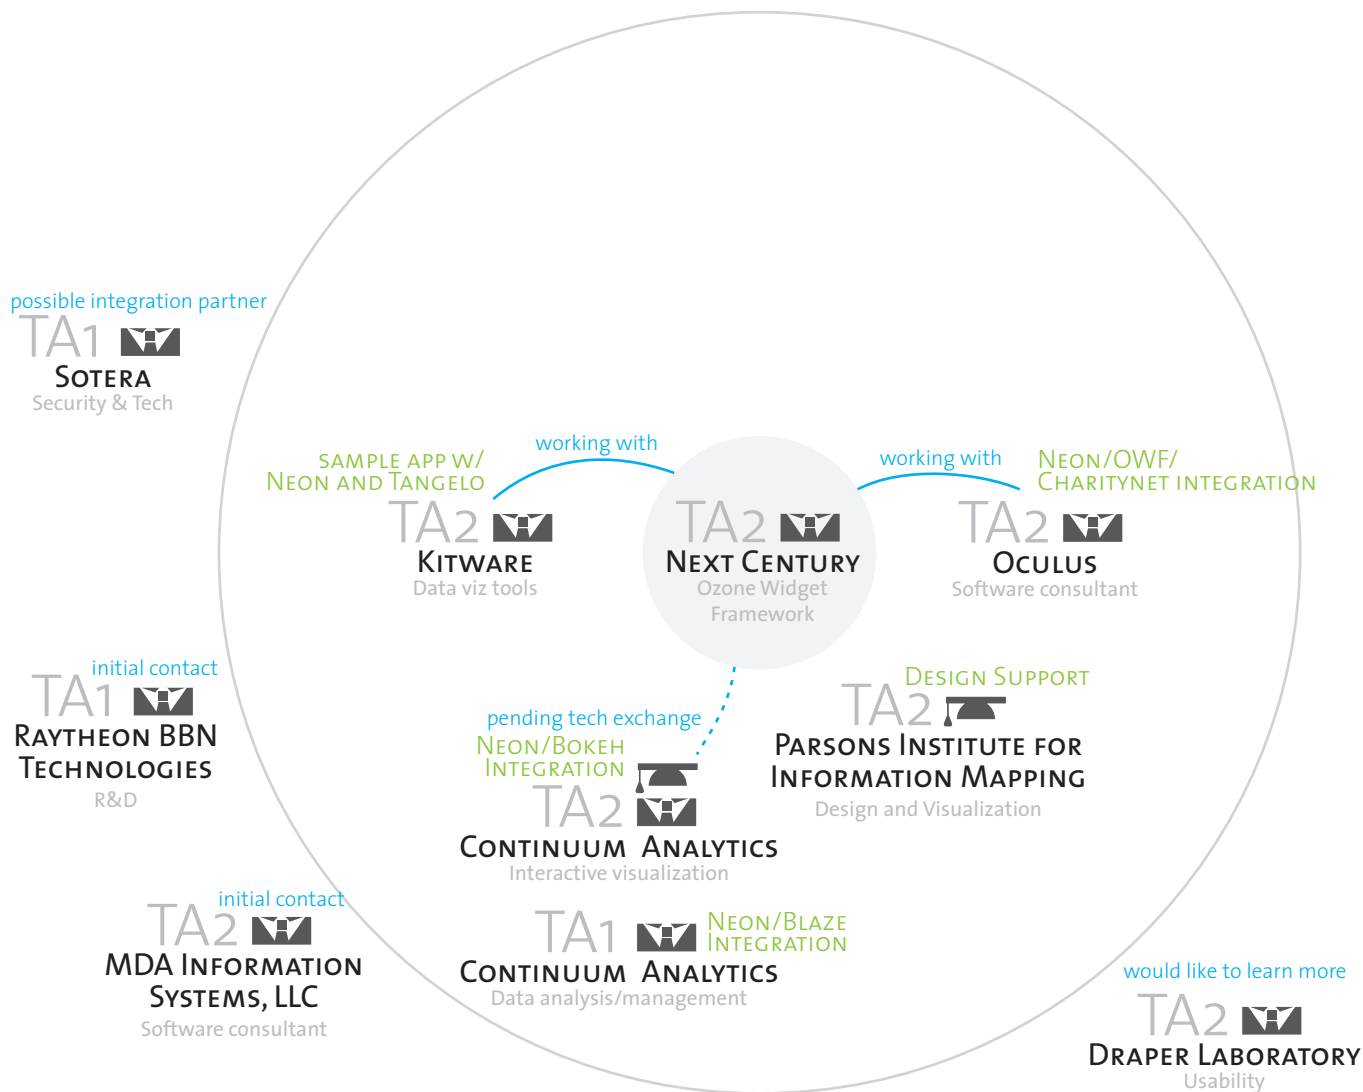 possible integration partner
TA1
Sotera
Security & Tech
sample app w/
Neon and Tangelo
working with
TA2
Kitware
Data viz tools
TA2
Next Century
Ozone Widget
Framework
working with
Neon/OWF/
Charitynet integration
TA2
Oculus
Software consultant
initial contact
TA1
Raytheon BBN
Technologies
R&D
pending tech exchange
Neon/Bokeh
Integration
TA2
Continuum Analytics
Interactive visualization
Design Support
TA2
Parsons Institute for
Information Mapping
Design and Visualization
initial contact
TA2
MDA Information
Systems, LLC
Software consultant
TA1
Neon/Blaze
Integration
Continuum Analytics
Data analysis/management
would like to learn more
TA2
Draper Laboratory
Usability